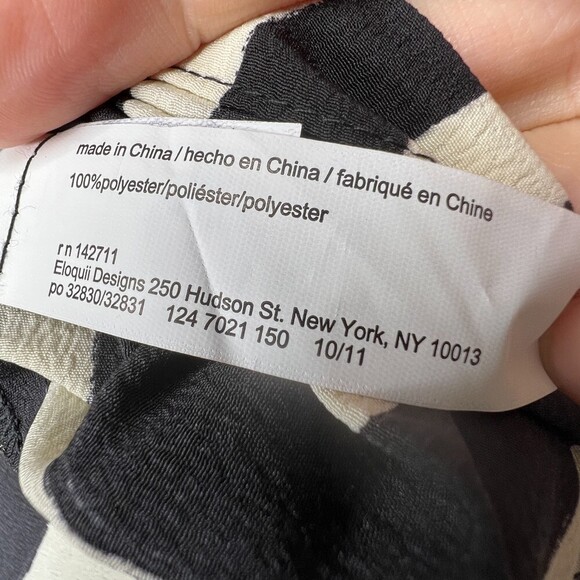 made in China / hecho en China / fabriqué en Chine
100%polyester/poliéster/polyester
r n 142711
Eloquii Designs 250 Hudson St. New York, NY 10013
po 32830/32831 124 7021 150 10/11